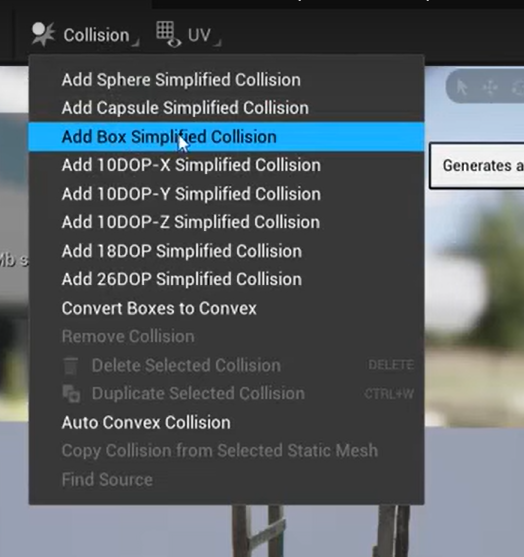 Collision
UV
Add Sphere Simplified Collision
Add Capsule Simplified Collision
Add Box Simplified Collision
Generates a
Add 10DOP-X Simplified Collision
Add 10DOP-Y Simplified Collision
Add 10DOP-Z Simplified Collision
Add 18DOP Simplified Collision
Mb s
Add 26DOP Simplified Collision
Convert Boxes to Convex
Remove Collision
Delete Selected Collision DELETE
Duplicate Selected Collision CTRL+W
Auto Convex Collision
Copy Collision from Selected Static Mesh
Find Source